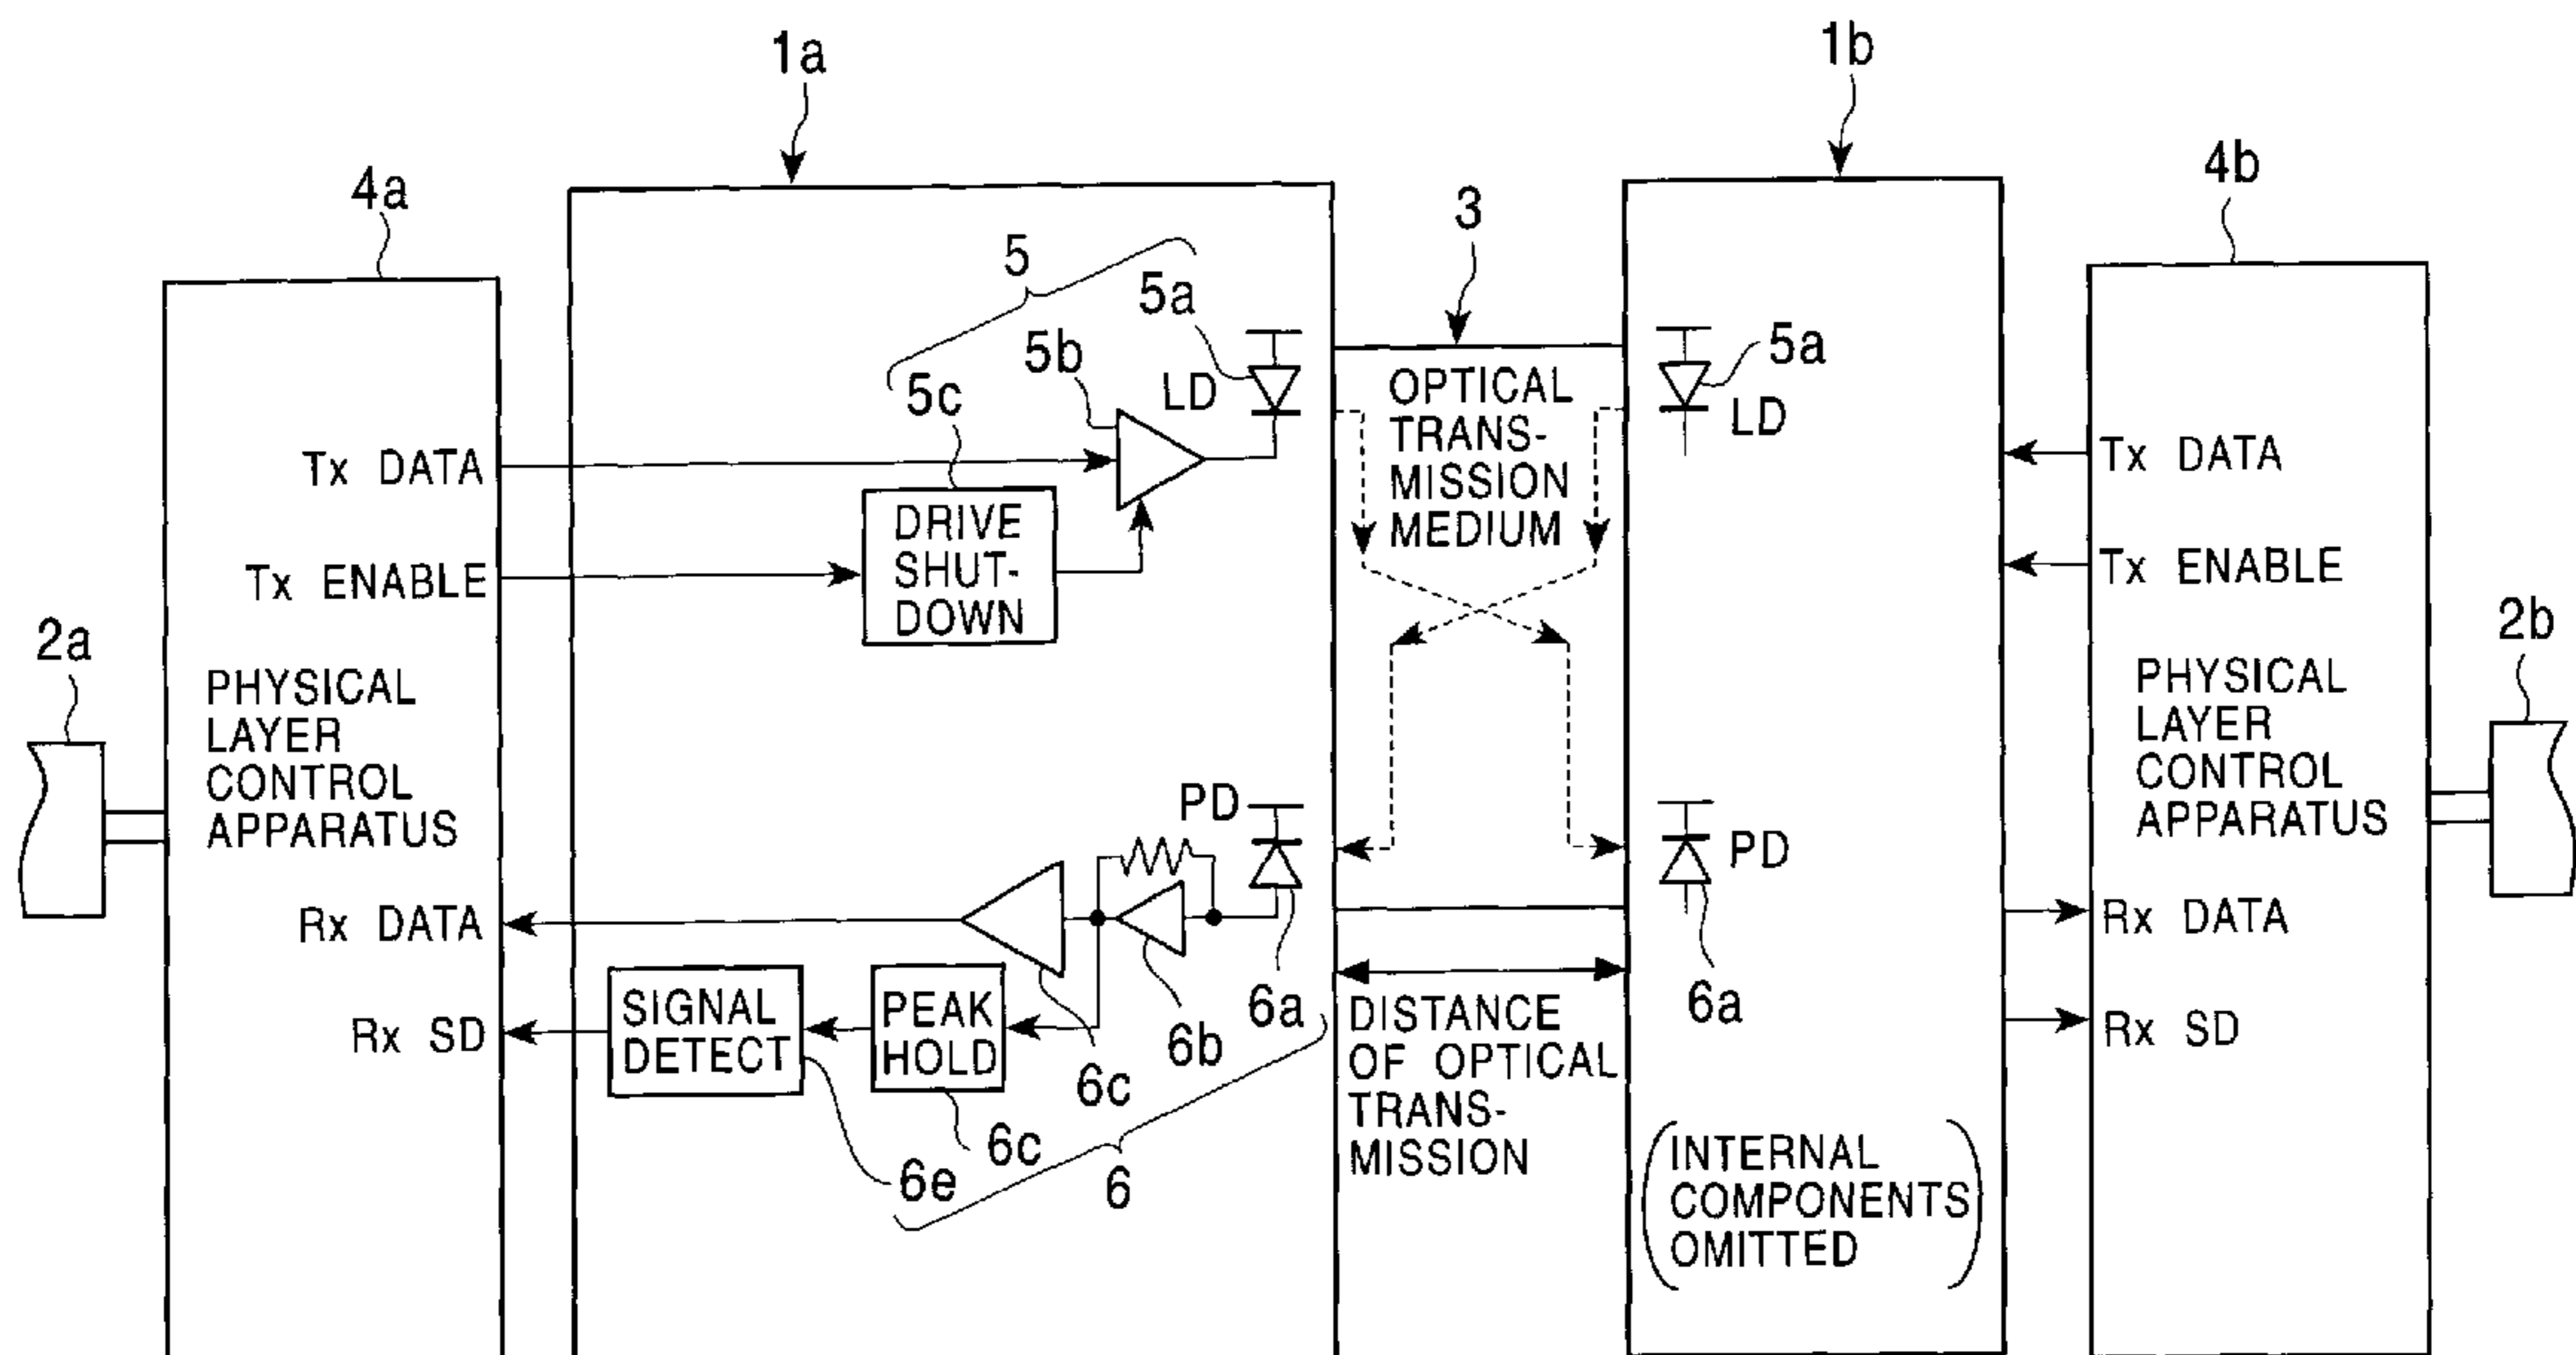 1a
1b
4a
3
4b
5
5a
5b
5c
LD
5a
LD
OPTICAL
TRANS-
MISSION
MEDIUM
Tx DATA
Tx ENABLE
DRIVE
SHUT-
DOWN
Tx DATA
Tx ENABLE
2a
2b
PHYSICAL
LAYER
CONTROL
APPARATUS
PHYSICAL
LAYER
CONTROL
APPARATUS
PD
PD
Rx DATA
Rx SD
SIGNAL
DETECT
PEAK
HOLD
6c
6b
6a
6c
6e
6
DISTANCE
OF OPTICAL
TRANS-
MISSION
6a
Rx DATA
Rx SD
(INTERNAL
COMPONENTS
OMITTED)